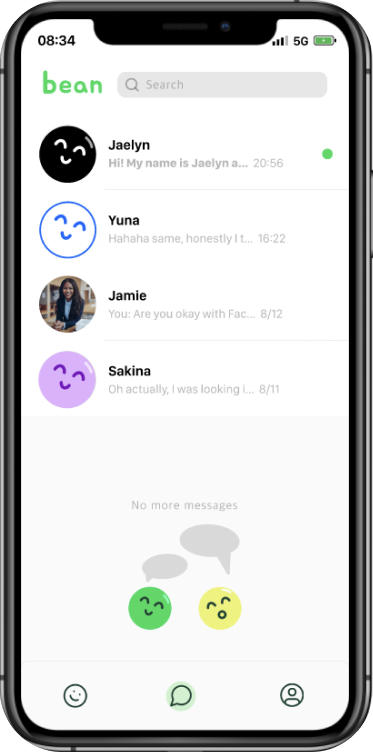 08:34 5G
bean Search
Jaelyn
Hi! My name is Jaelyn a... 20:56
Yuna
Hahaha same, honestly I t... 16:22
Jamie
You: Are you okay with Fac... 8/12
Sakina
Oh actually, I was looking i... 8/11
No more messages